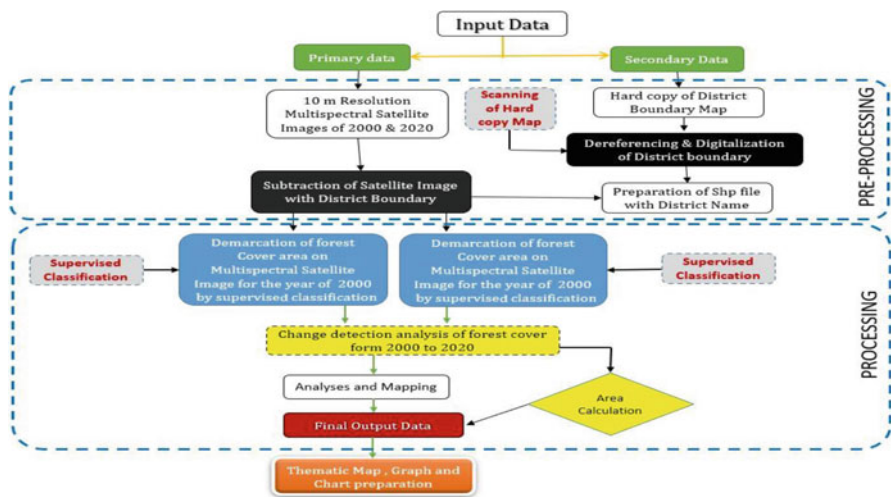 Input Data
Primary data
Secondary Data
10 m Resolution
Multispectral Satellite
Images of 2000 & 2020
Scanning
of Hard
copy Map
Hard copy of District
Boundary Map
Dereferencing & Digitalization
of District boundary
Subtraction of Satellite Image
with District Boundary
Preparation of Shp file
with District Name
PRE-PROCESSING
Supervised
Classification
Demarcation of forest
Cover area on
Multispectral Satellite
Image for the year of 2000
by supervised classification
Demarcation of forest
Cover area on
Multispectral Satellite
Image for the year of 2000
by supervised classification
Supervised
Classification
Change detection analysis of forest cover
form 2000 to 2020
Analyses and Mapping
Area
Calculation
Final Output Data
PROCESSING
Thematic Map , Graph and
Chart preparation